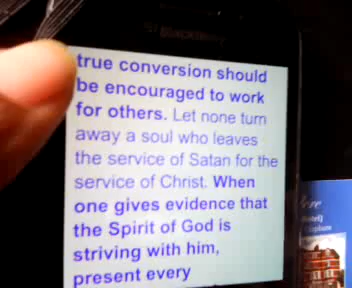 BlackBerry
true conversion should
be encouraged to work
for others. Let none turn
away a soul who leaves
the service of Satan for the
service of Christ. When
one gives evidence that
the Spirit of God is
striving with him,
present every